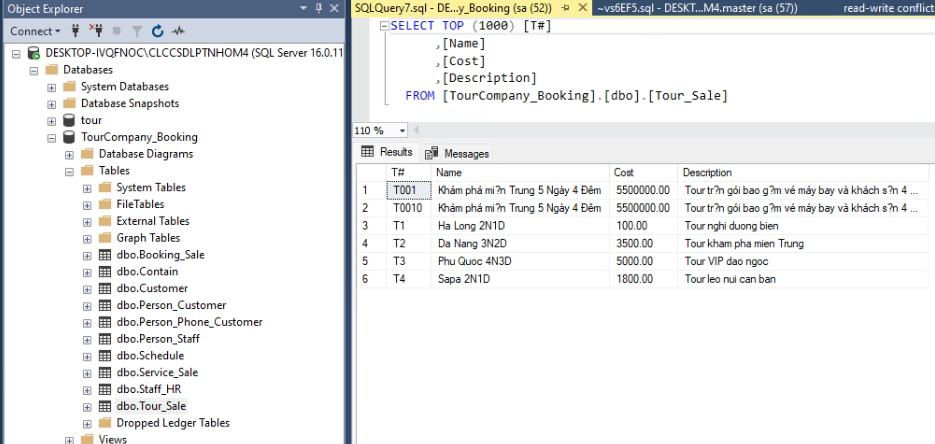 Object Explorer
Connect
DESKTOP-IVQFNOC\CLCCSDLPTNHOM4 (SQL Server 16.0.11
Databases
System Databases
Database Snapshots
tour
TourCompany_Booking
Database Diagrams
Tables
System Tables
FileTables
External Tables
Graph Tables
dbo.Booking_Sale
dbo.Contain
dbo.Customer
dbo.Person_Customer
dbo.Person_Phone_Customer
dbo.Person_Staff
dbo.Schedule
dbo.Service_Sale
dbo.Staff_HR
dbo.Tour_Sale
Dropped Ledger Tables
Views
SQLQuery7.sql - DE...y_Booking (sa (52)) ~vs6EF5.sql - DESKT...M4.master (sa (57)) read-write conflict
SELECT TOP (1000) [T#]
,[Name]
,[Cost]
,[Description]
FROM [TourCompany_Booking].[dbo].[Tour_Sale]
110 %
Results Messages
T# Name Cost Description
1 T001 Khám phá mi?n Trung 5 Ngày 4 Đêm 5500000.00 Tour tr?n gói bao g?m vé máy bay và khách s?n 4 ...
2 T0010 Khám phá mi?n Trung 5 Ngày 4 Đêm 5500000.00 Tour tr?n gói bao g?m vé máy bay và khách s?n 4 ...
3 T1 Ha Long 2N1D 100.00 Tour nghi duong bien
4 T2 Da Nang 3N2D 3500.00 Tour kham pha mien Trung
5 T3 Phu Quoc 4N3D 5000.00 Tour VIP dao ngoc
6 T4 Sapa 2N1D 1800.00 Tour leo nui can ban